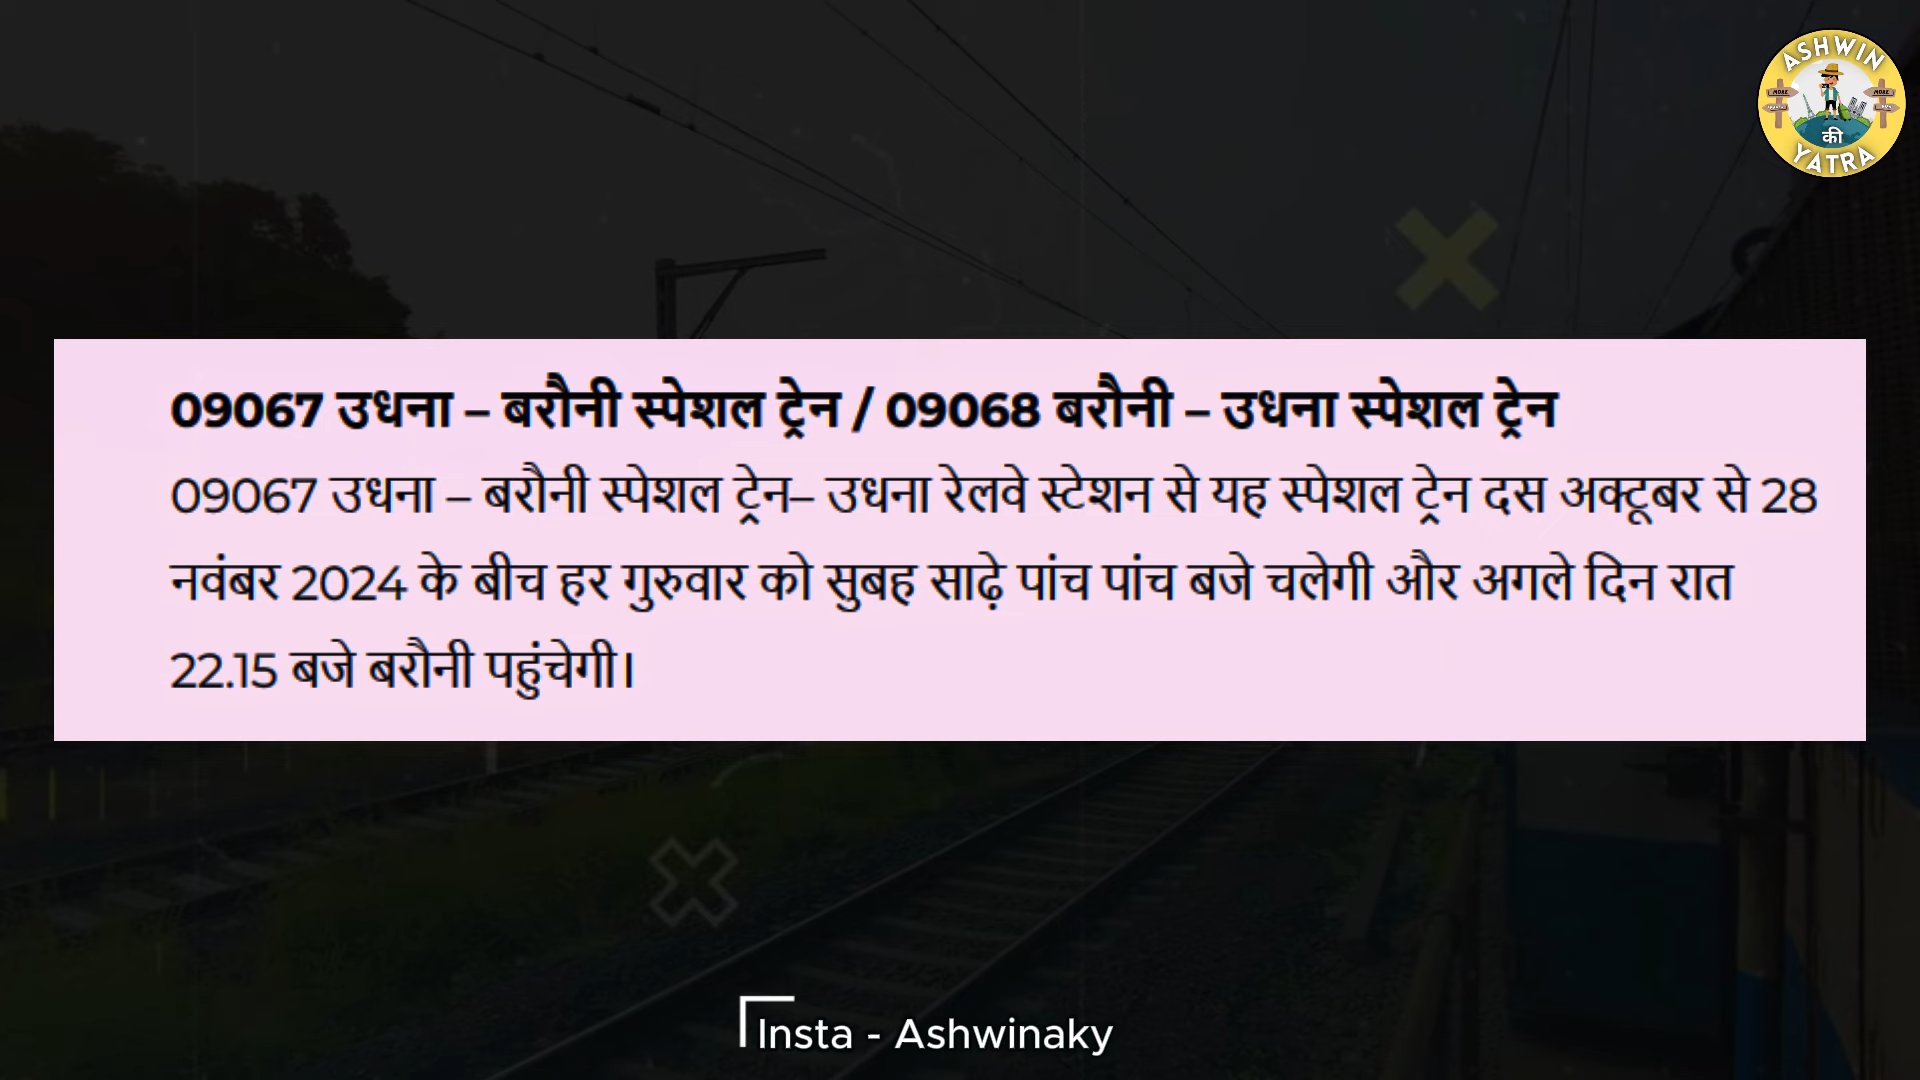 ASHWIN
MORE
MORE
की
YATRA
09067 उधना – बरौनी स्पेशल ट्रेन / 09068 बरौनी – उधना स्पेशल ट्रेन
09067 उधना – बरौनी स्पेशल ट्रेन– उधना रेलवे स्टेशन से यह स्पेशल ट्रेन दस अक्टूबर से 28
नवंबर 2024 के बीच हर गुरुवार को सुबह साढ़े पांच पांच बजे चलेगी और अगले दिन रात
22.15 बजे बरौनी पहुंचेगी।
Insta - Ashwinaky